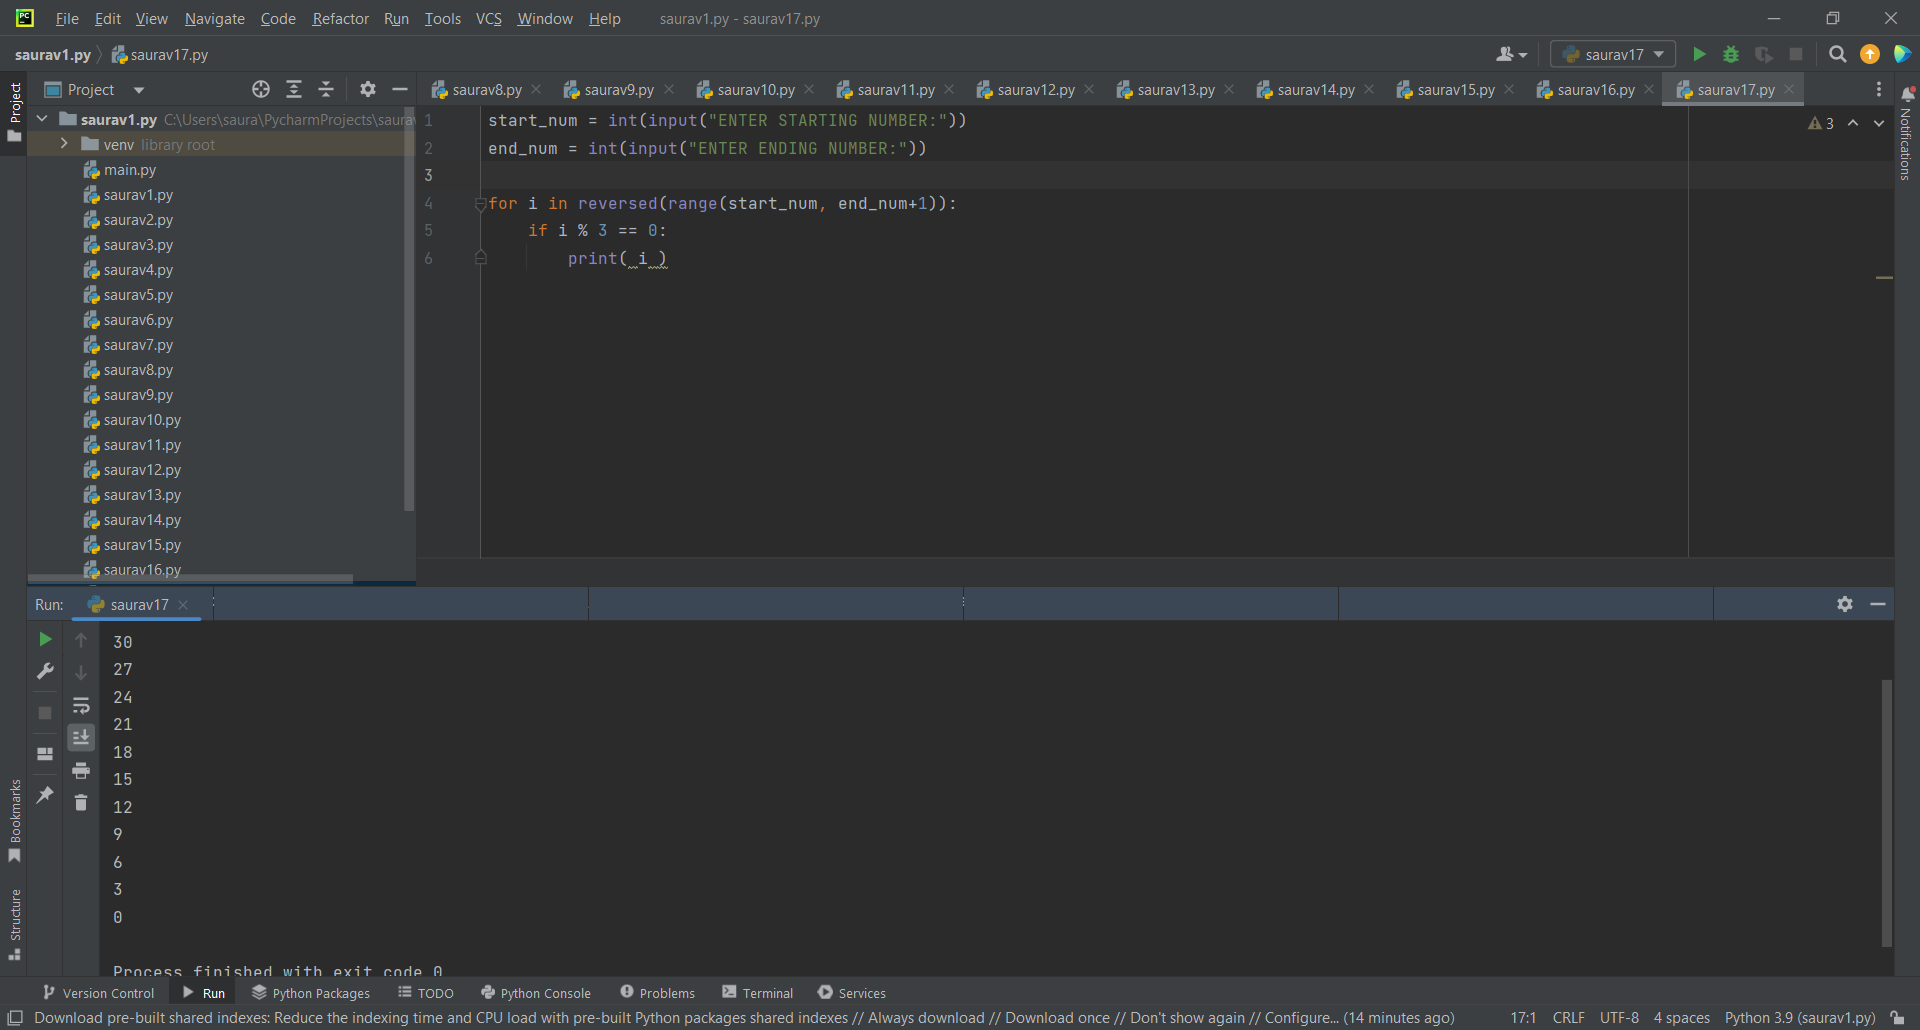 File Edit View Navigate Code Refactor Run Tools VCS Window Help saurav1.py - saurav17.py
saurav1.py saurav17.py saurav17
Project
Project
saurav8.py saurav9.py saurav10.py saurav11.py saurav12.py saurav13.py saurav14.py saurav15.py saurav16.py saurav17.py
Notifications
saurav1.py C:\Users\saura\PycharmProjects\saurav
venv library root
main.py
saurav1.py
saurav2.py
saurav3.py
saurav4.py
saurav5.py
saurav6.py
saurav7.py
saurav8.py
saurav9.py
saurav10.py
saurav11.py
saurav12.py
saurav13.py
saurav14.py
saurav15.py
saurav16.py
1 start_num = int(input("ENTER STARTING NUMBER:"))
3
2 end_num = int(input("ENTER ENDING NUMBER:"))
3
4 for i in reversed(range(start_num, end_num+1)):
5 if i % 3 == 0:
6 print( i )
Run: saurav17
30
27
24
21
18
15
12
9
6
3
0
Process finished with exit code 0
Bookmarks
Structure
Version Control Run Python Packages TODO Python Console Problems Terminal Services
Download pre-built shared indexes: Reduce the indexing time and CPU load with pre-built Python packages shared indexes // Always download // Download once // Don't show again // Configure... (14 minutes ago) 17:1 CRLF UTF-8 4 spaces Python 3.9 (saurav1.py)